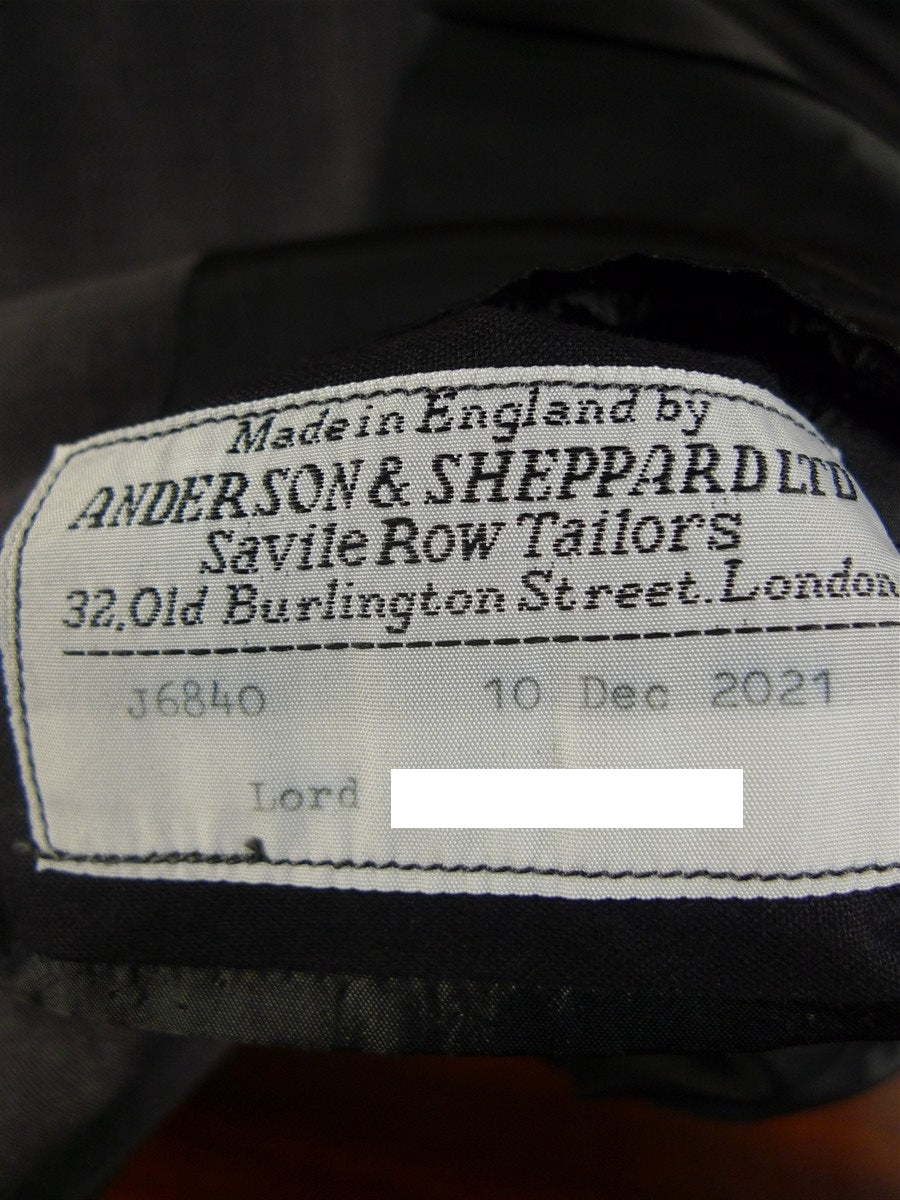 Made in England by
ANDERSON & SHEPPARD LTD
Savile Row Tailors
32, Old Burlington Street. London
J6840 10 Dec 2021
Lord